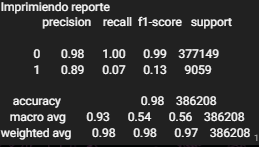 Imprimiendo reporte
precision recall f1-score support
0 0.98 1.00 0.99 377149
1 0.89 0.07 0.13 9059
accuracy 0.98 386208
macro avg 0.93 0.54 0.56 386208
weighted avg 0.98 0.98 0.97 386208
1